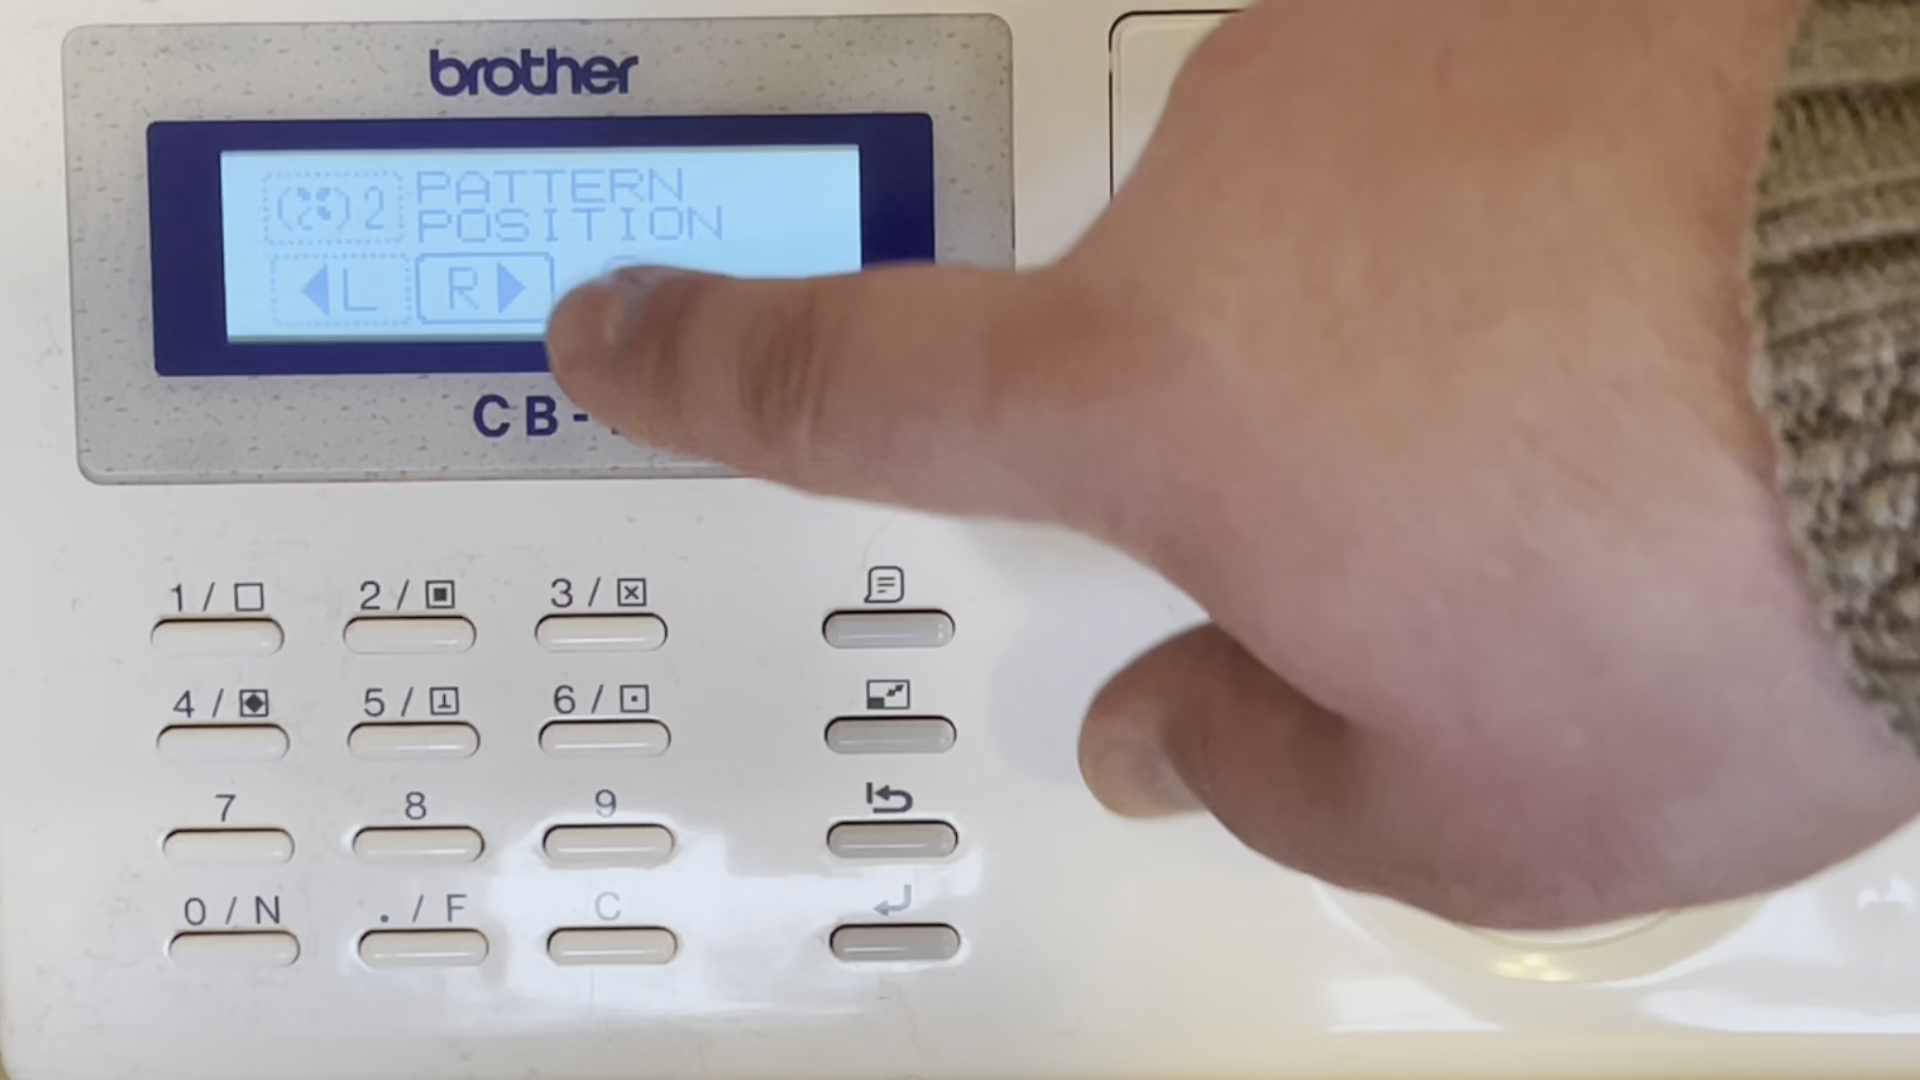 brother
2 PATTERN
POSITION
L R
CB-
1 / 2 / 3 /
4 / 5 / 6 /
7 8 9
0 / N . / F C